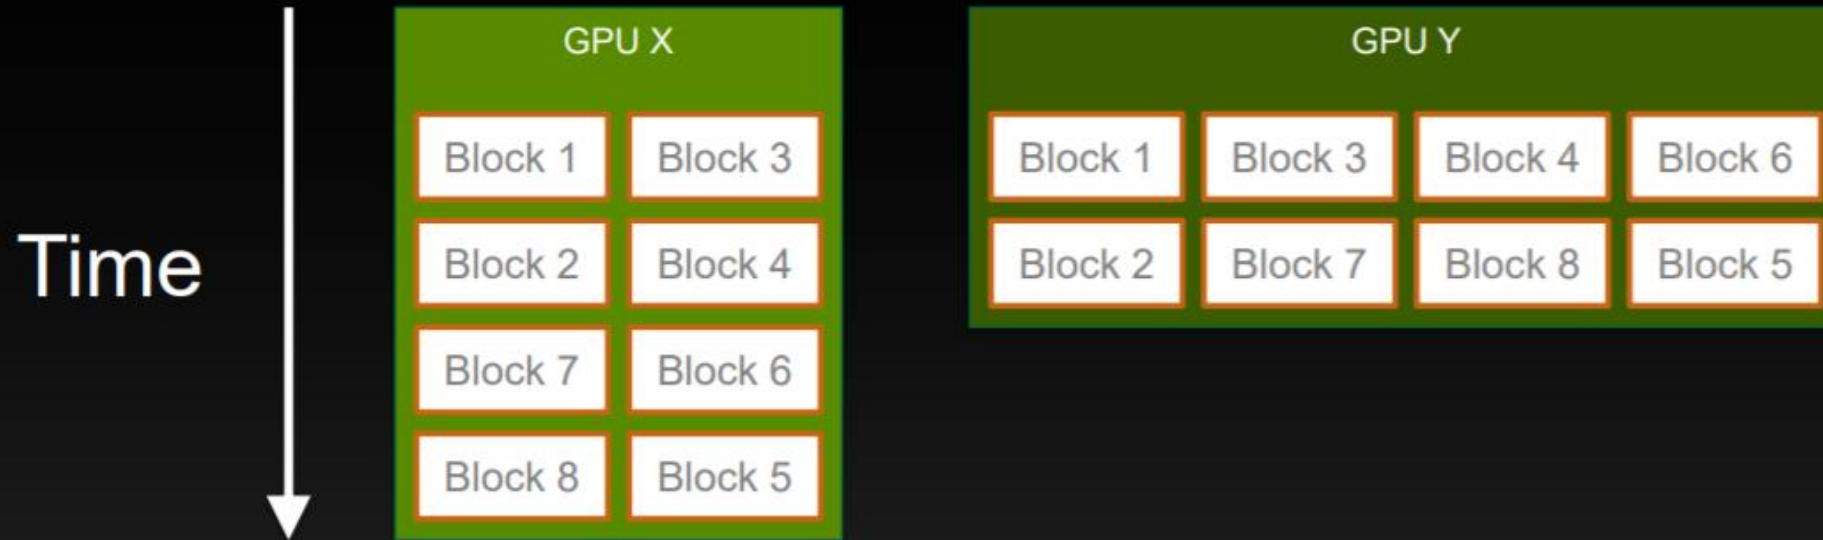 Time
GPU X
Block 1 Block 3
Block 2 Block 4
Block 7 Block 6
Block 8 Block 5
GPU Y
Block 1 Block 3 Block 4 Block 6
Block 2 Block 7 Block 8 Block 5